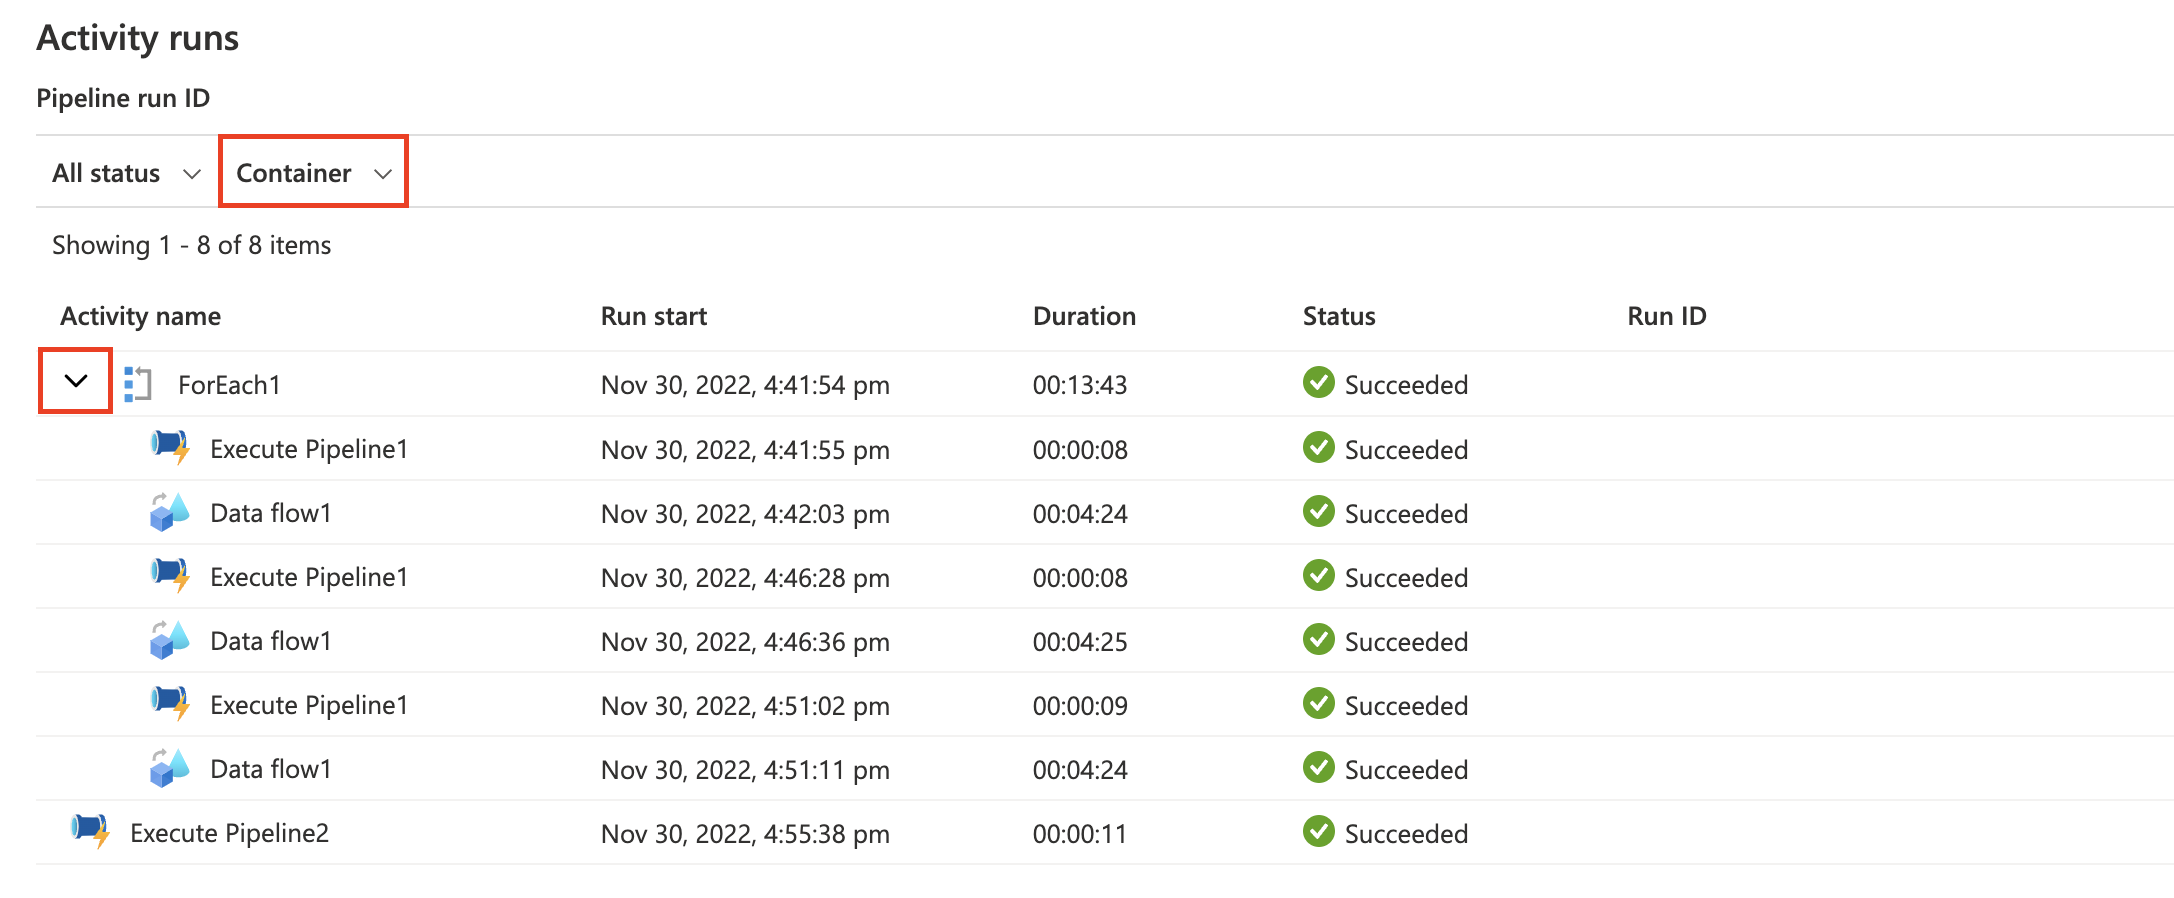 Activity runs
Pipeline run ID
All status Container
Showing 1 - 8 of 8 items
Activity name Run start Duration Status Run ID
ForEach1 Nov 30, 2022, 4:41:54 pm 00:13:43 Succeeded
Execute Pipeline1 Nov 30, 2022, 4:41:55 pm 00:00:08 Succeeded
Data flow1 Nov 30, 2022, 4:42:03 pm 00:04:24 Succeeded
Execute Pipeline1 Nov 30, 2022, 4:46:28 pm 00:00:08 Succeeded
Data flow1 Nov 30, 2022, 4:46:36 pm 00:04:25 Succeeded
Execute Pipeline1 Nov 30, 2022, 4:51:02 pm 00:00:09 Succeeded
Data flow1 Nov 30, 2022, 4:51:11 pm 00:04:24 Succeeded
Execute Pipeline2 Nov 30, 2022, 4:55:38 pm 00:00:11 Succeeded